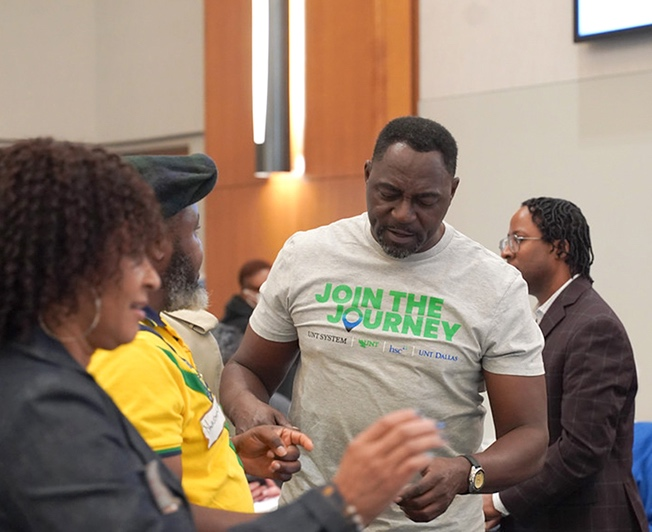 JOIN THE
JOURNEY
UNT SYSTEM | UNT | hsc | UNT DALLAS